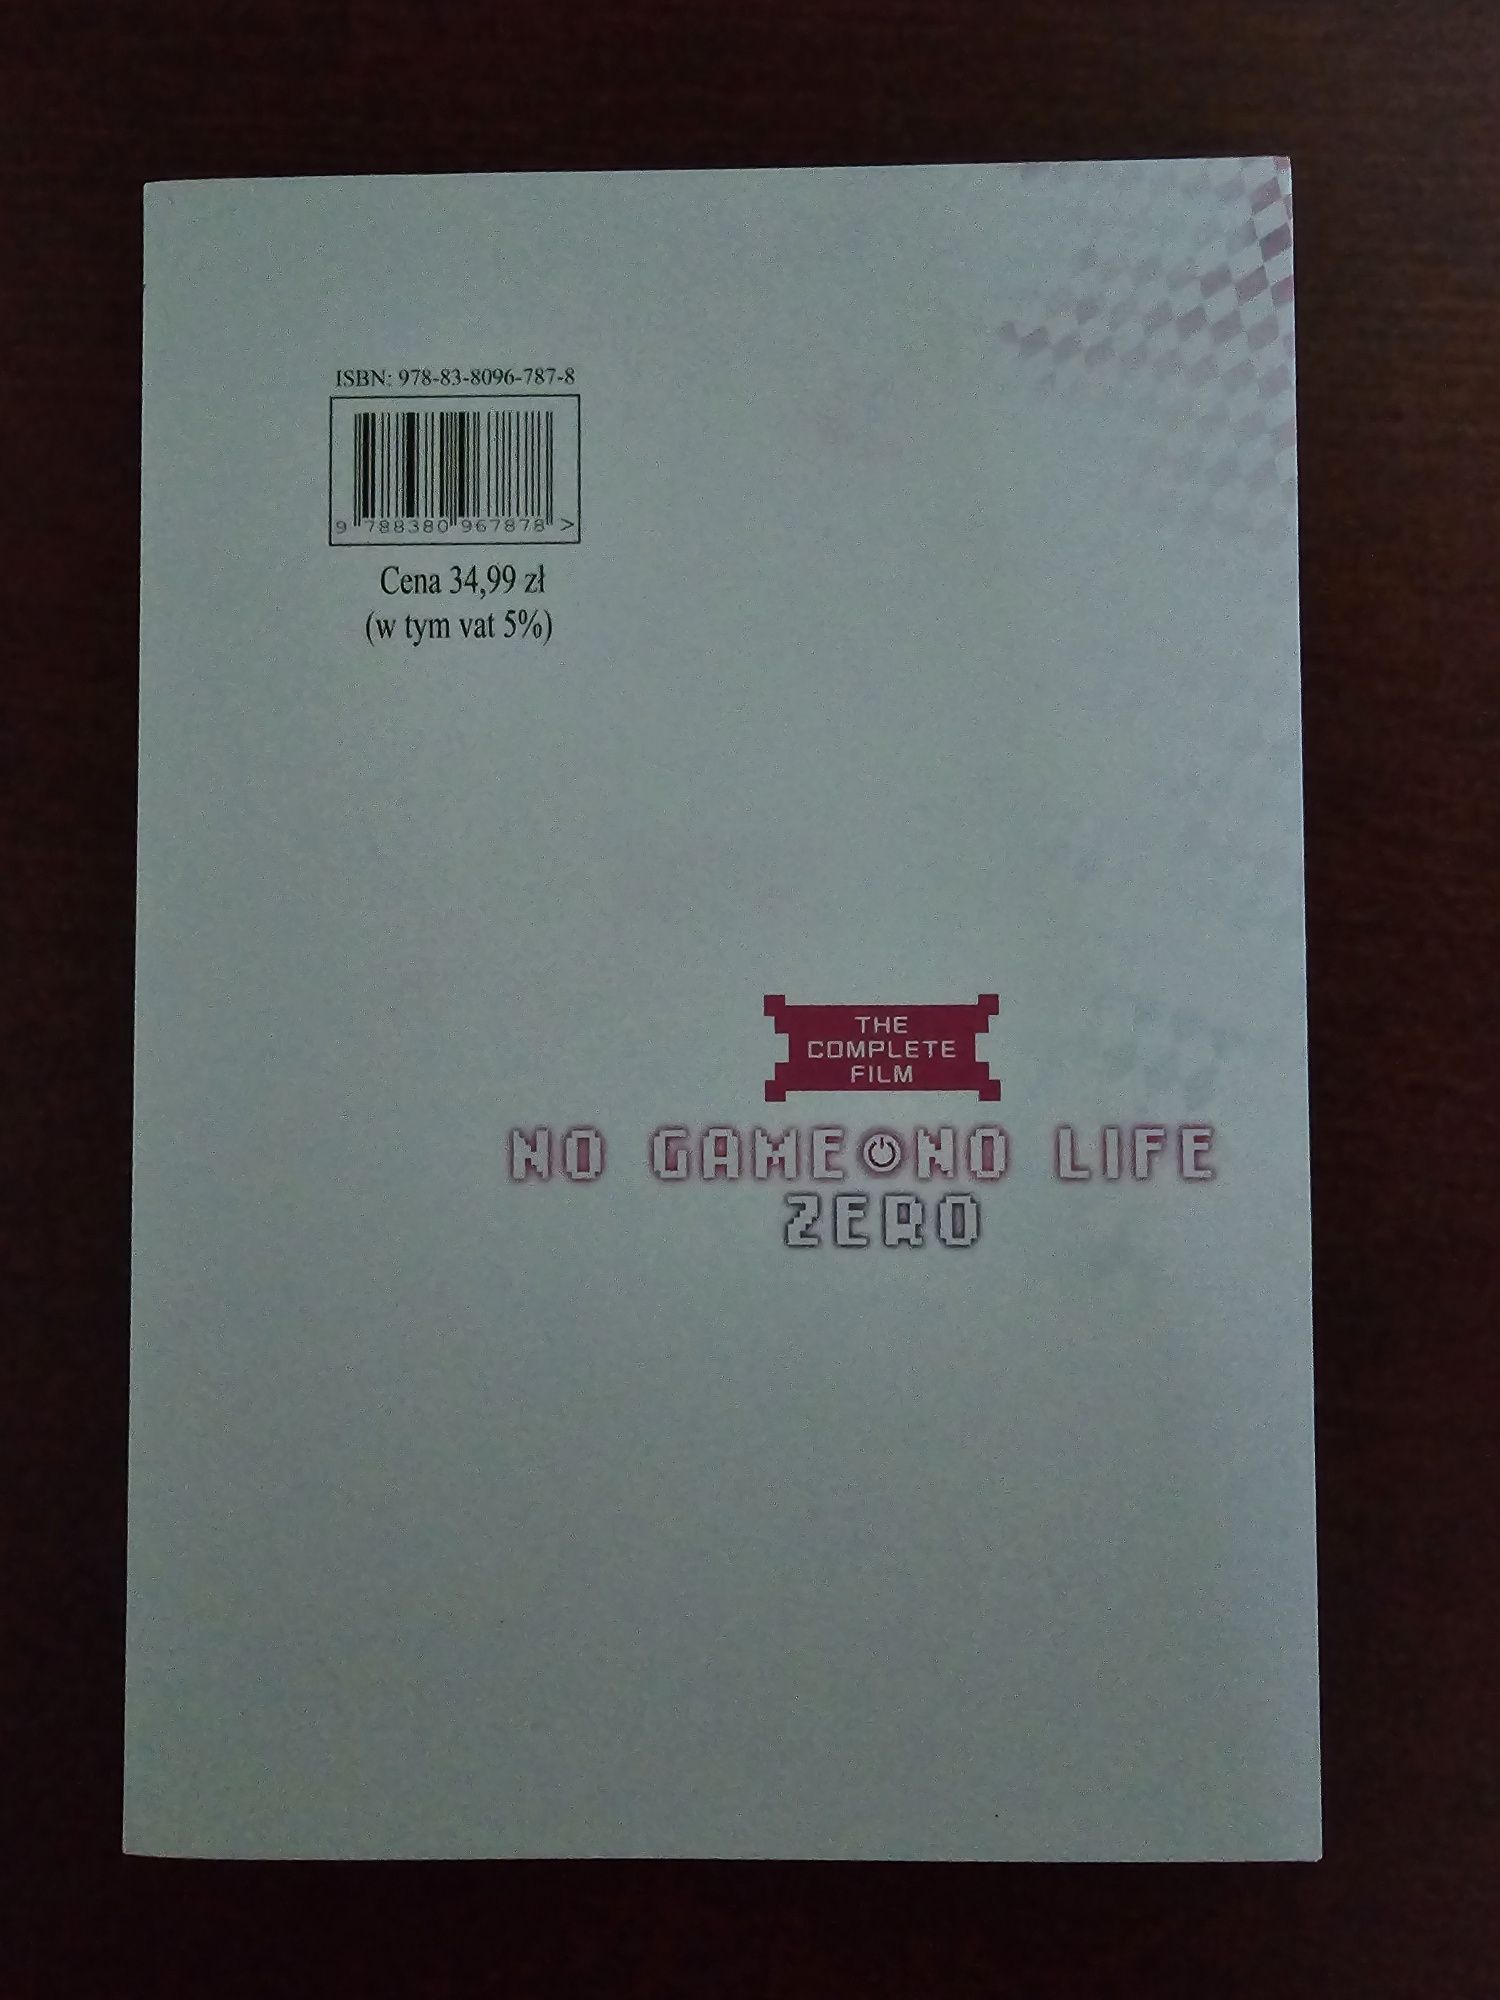 ISBN: 978-83-8096-787-8
9 788380 967878 >
Cena 34,99 zł
(w tym vat 5%)
THE
COMPLETE
FILM
NO GAME NO LIFE
ZERO